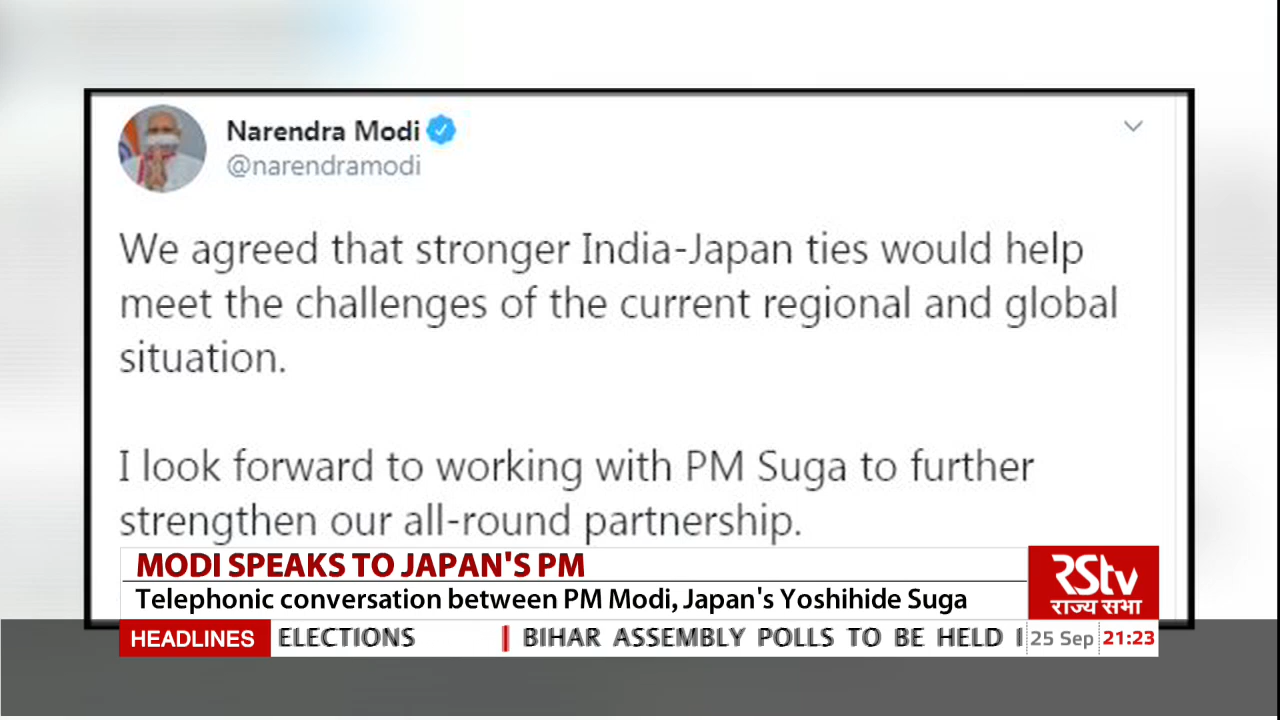 Narendra Modi
@narendramodi
We agreed that stronger India-Japan ties would help
meet the challenges of the current regional and global
situation.
I look forward to working with PM Suga to further
strengthen our all-round partnership.
MODI SPEAKS TO JAPAN'S PM
Telephonic conversation between PM Modi, Japan's Yoshihide Suga
RStv
राज्य सभा
HEADLINES ELECTIONS | BIHAR ASSEMBLY POLLS TO BE HELD 25 Sep 21:23